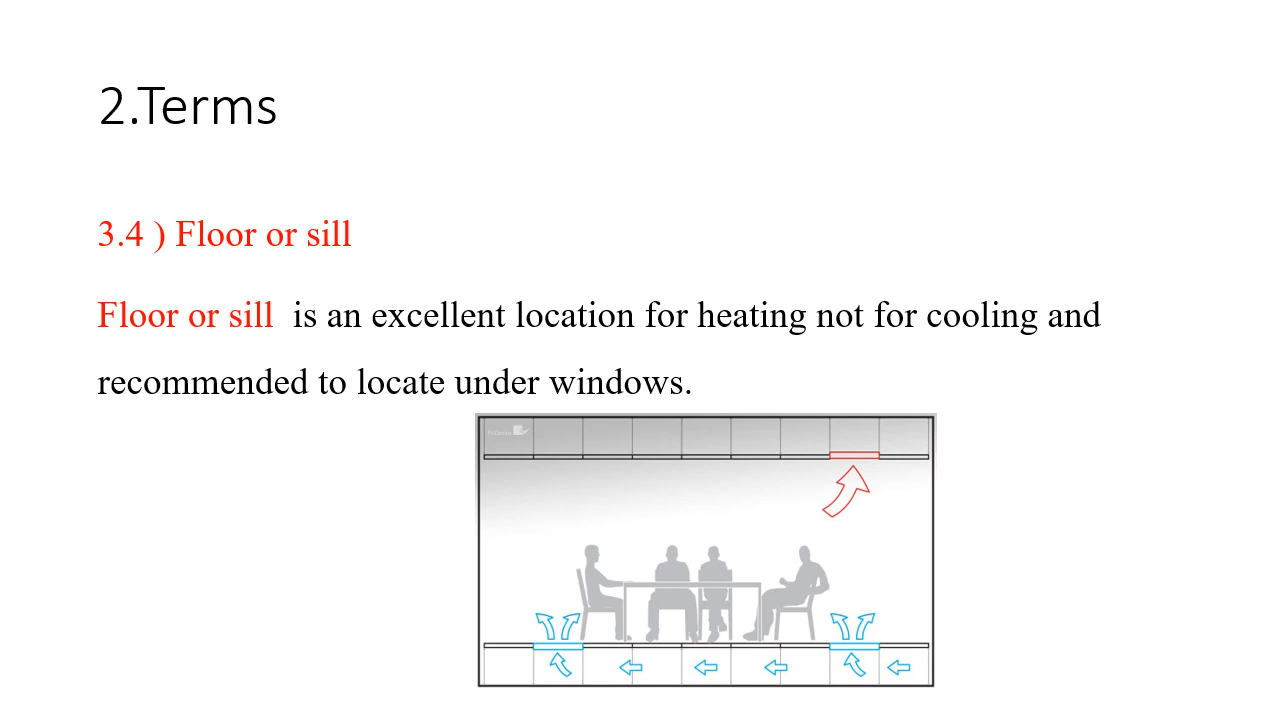 2.Terms
3.4 ) Floor or sill
Floor or sill is an excellent location for heating not for cooling and
recommended to locate under windows.